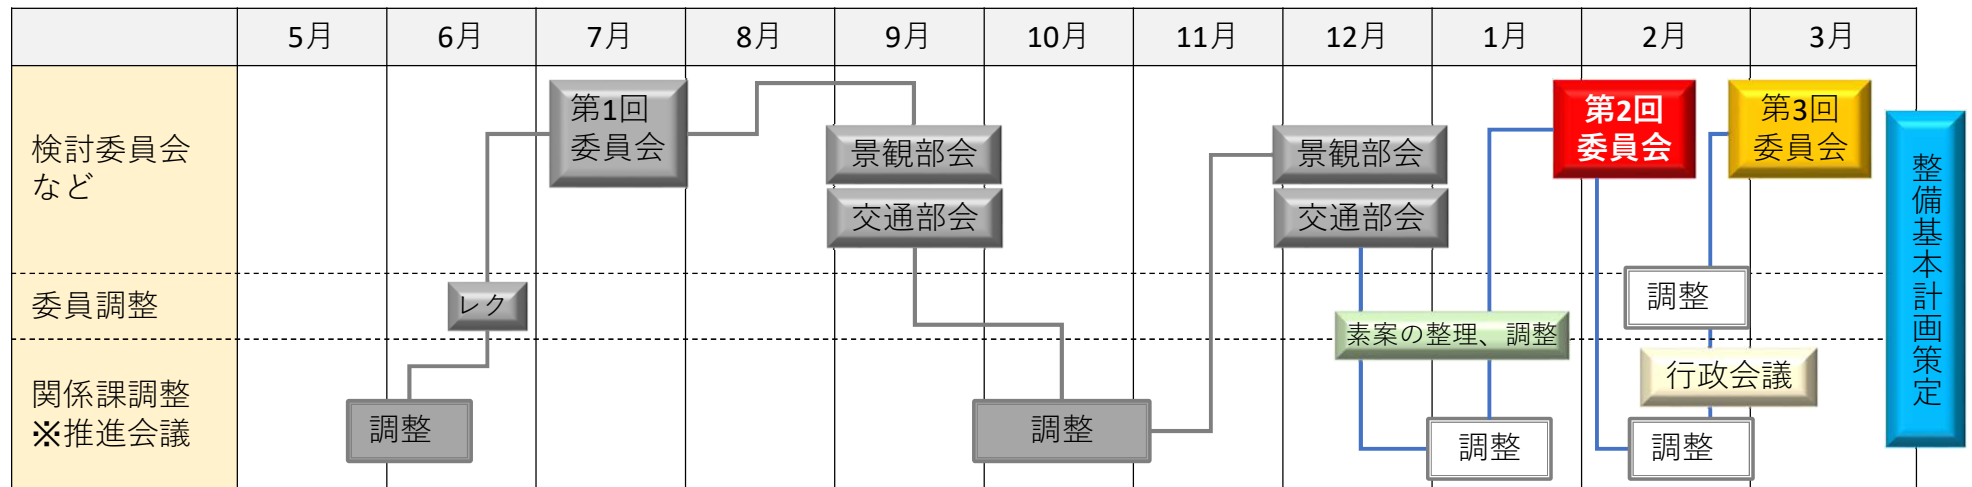 5月
6月
7月
8月
9月
10月
11月
12月
1月
2月
3月
検討委員会
など
第1回
委員会
景観部会
交通部会
景観部会
交通部会
第2回
委員会
第3回
委員会
整備基本計画策定
委員調整
レク
素案の整理、調整
調整
行政会議
関係課調整
※推進会議
調整
調整
調整
調整